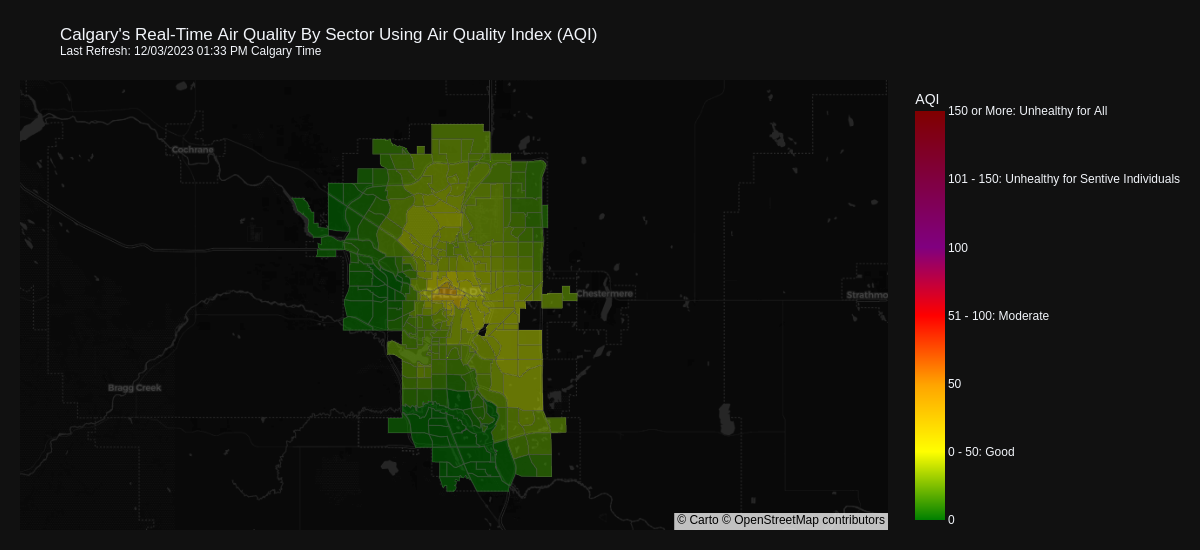 Calgary's Real-Time Air Quality By Sector Using Air Quality Index (AQI)
Last Refresh: 12/03/2023 01:33 PM Calgary Time
AQI
150 or More: Unhealthy for All
Cochrane
101 - 150: Unhealthy for Sentive Individuals
100
Chestermere
Strathmo
51 - 100: Moderate
50
Bragg Creek
0 - 50: Good
0
© Carto © OpenStreetMap contributors